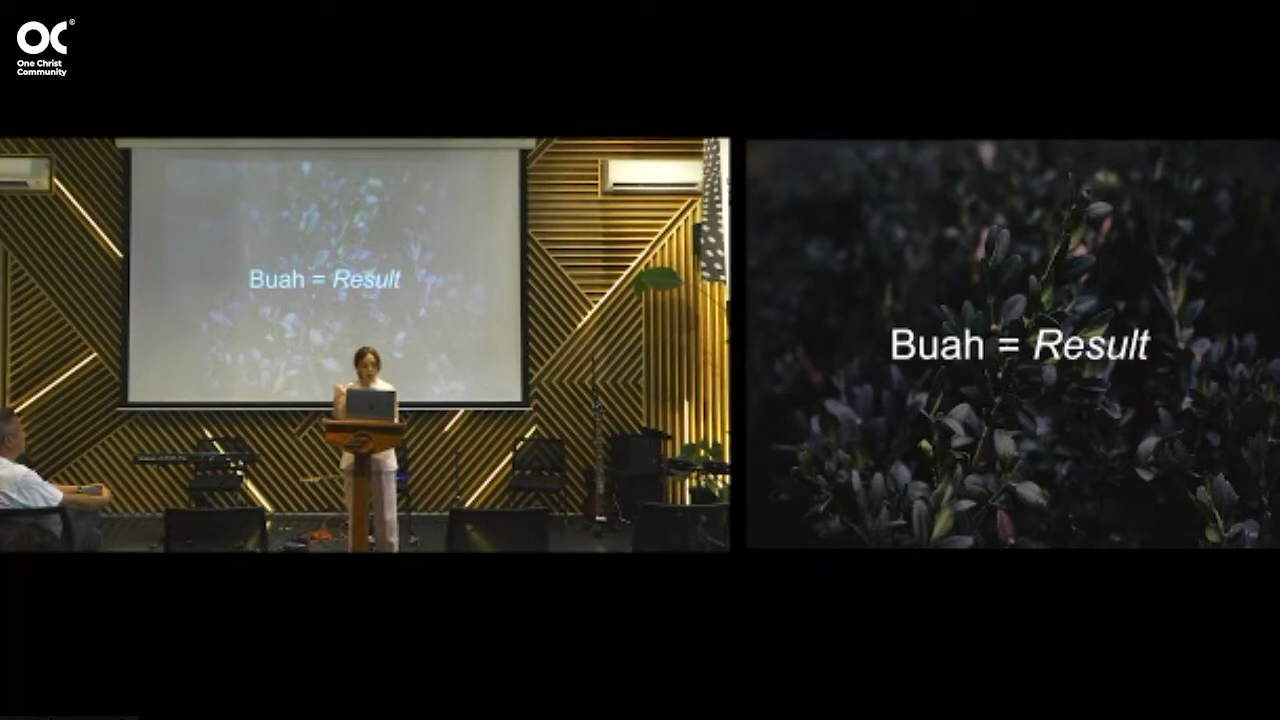 OC®
One Christ
Community
Buah = Result
Buah = Result